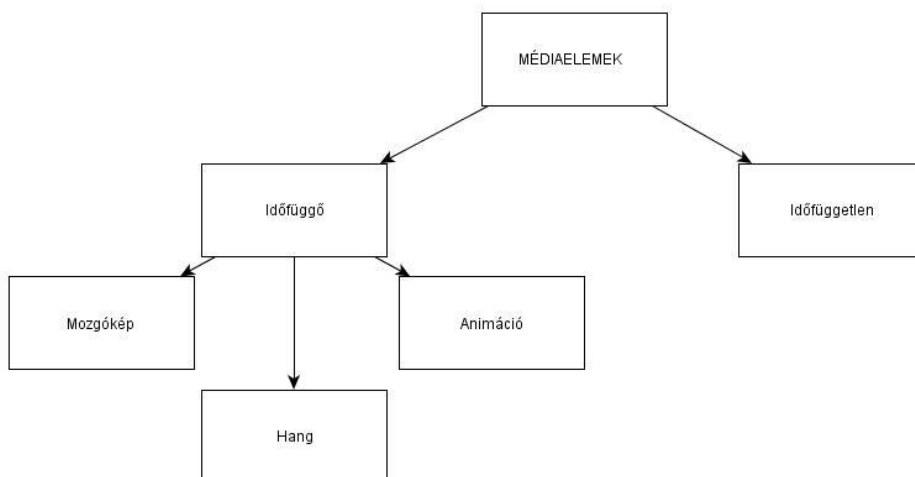 MÉDIAELEMEK
Időfüggő
Időfüggetlen
Mozgókép
Animáció
Hang